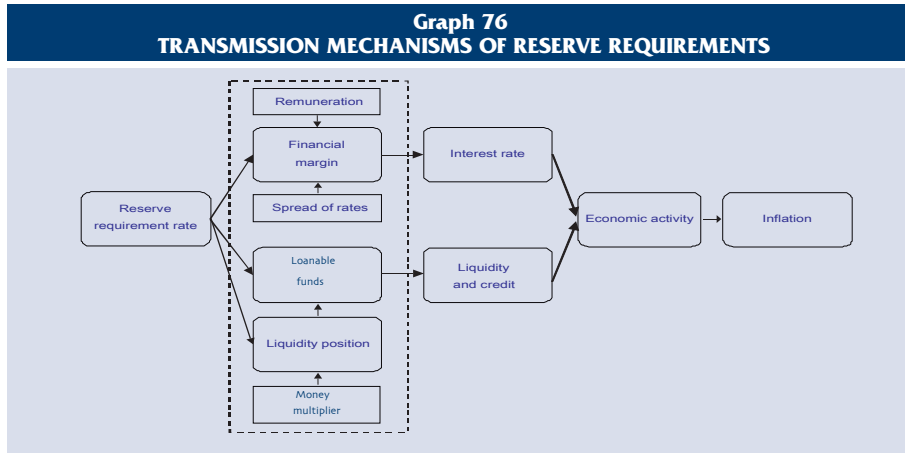 Graph 76
TRANSMISSION MECHANISMS OF RESERVE REQUIREMENTS
Remuneration
Financial
margin
Interest rate
Spread of rates
Reserve
requirement rate
Economic activity
Inflation
Loanable
funds
Liquidity
and credit
Liquidity position
Money
multiplier